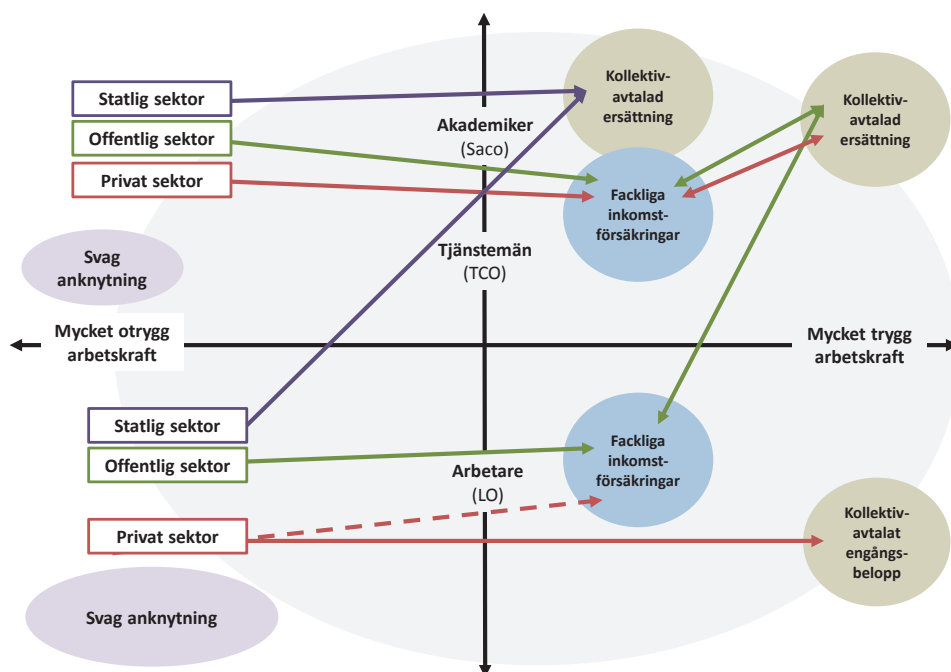 Kollektiv-
avtalad
ersättning
Kollektiv-
avtalad
ersättning
Statlig sektor
Offentlig sektor
Privat sektor
Akademiker
(Saco)
Fackliga
inkomst-
försäkringar
Svag
anknytning
Tjänstemän
(TCO)
Mycket otrygg
arbetskraft
Mycket trygg
arbetskraft
Statlig sektor
Offentlig sektor
Privat sektor
Fackliga
inkomst-
försäkringar
Arbetare
(LO)
Kollektiv-
avtalat
engångs-
belopp
Svag anknytning